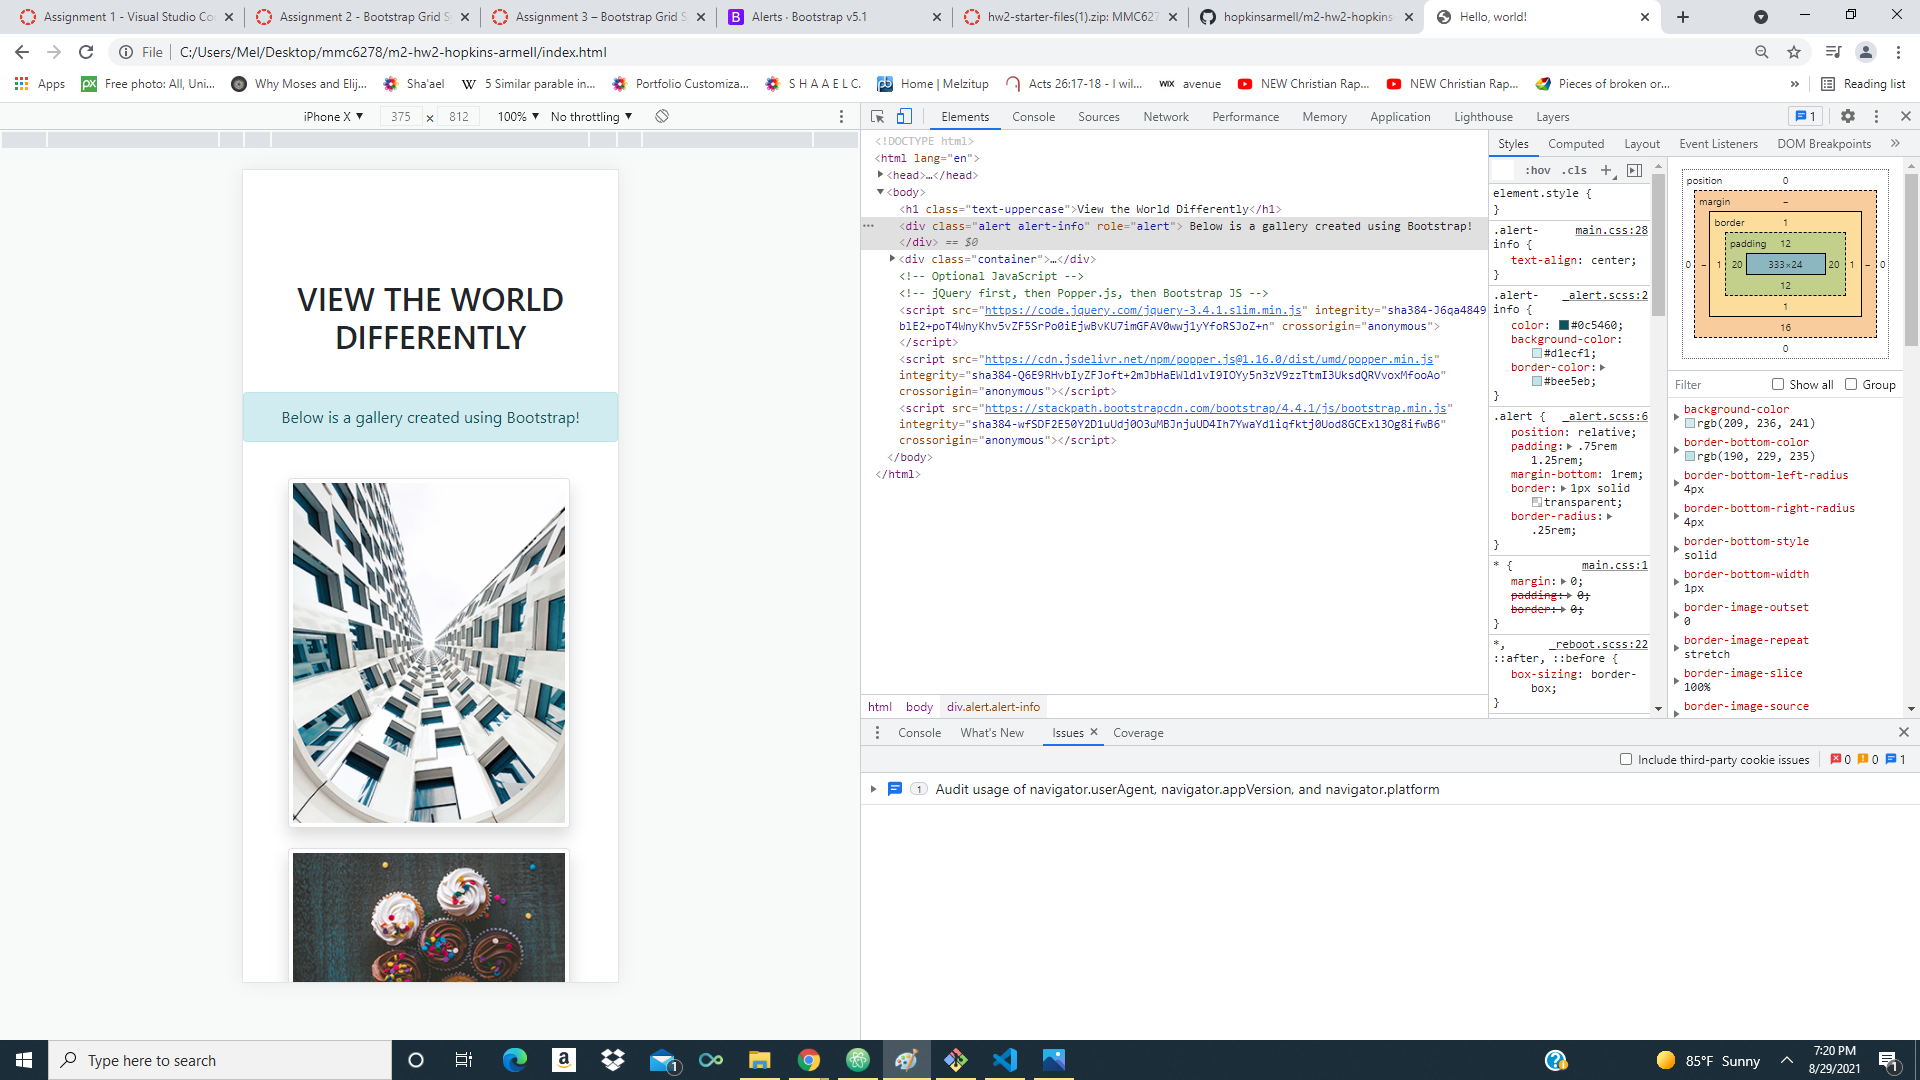 Assignment 1 - Visual Studio Co
Assignment 2 - Bootstrap Grid Sy
Assignment 3 – Bootstrap Grid S
Alerts · Bootstrap v5.1
hw2-starter-files(1).zip: MMC627
hopkinsarmell/m2-hw2-hopkins
Hello, world!
File
C:/Users/Mel/Desktop/mmc6278/m2-hw2-hopkins-armell/index.html
Apps
Free photo: All, Uni...
Why Moses and Elij...
Sha'ael
5 Similar parable in...
Portfolio Customiza...
S H A A E L C.
Home | Melzitup
Acts 26:17-18 - I wil...
WIX avenue
NEW Christian Rap...
NEW Christian Rap...
Pieces of broken or...
»
Reading list
iPhone X ▼ 375 × 812 100% ▼ No throttling ▼
VIEW THE WORLD
DIFFERENTLY
Below is a gallery created using Bootstrap!
Elements Console Sources Network Performance Memory Application Lighthouse Layers
1
<!DOCTYPE html>
<html lang="en">
<head>…</head>
<body>
<h1 class="text-uppercase">View the World Differently</h1>
<div class="alert alert-info" role="alert"> Below is a gallery created using Bootstrap!
</div> == $0
<div class="container">…</div>
<!-- Optional JavaScript -->
<!-- jQuery first, then Popper.js, then Bootstrap JS -->
<script src="https://code.jquery.com/jquery-3.4.1.slim.min.js" integrity="sha384-J6qa4849
blE2+poT4WnyKhv5vZF5SrPo0iEjwBvKU7imGFAV0wwj1yYfoRSJoZ+n" crossorigin="anonymous">
</script>
<script src="https://cdn.jsdelivr.net/npm/popper.js@1.16.0/dist/umd/popper.min.js"
integrity="sha384-Q6E9RHvbIyZFJoft+2mJbHaEWldlvI9IOYy5n3zV9zzTtmI3UksdQRVvoxMfooAo"
crossorigin="anonymous"></script>
<script src="https://stackpath.bootstrapcdn.com/bootstrap/4.4.1/js/bootstrap.min.js"
integrity="sha384-wfSDF2E50Y2D1uUdj0O3uMBJnjuUD4Ih7YwaYd1iqfktj0Uod8GCExl3Og8ifwB6"
crossorigin="anonymous"></script>
</body>
</html>
html body div.alert.alert-info
Styles Computed Layout Event Listeners DOM Breakpoints »
:hov .cls +
element.style {
}
.alert- main.css:28
info {
text-align: center;
}
.alert- _alert.scss:2
info {
color: #0c5460;
background-color:
#d1ecf1;
border-color:
#bee5eb;
}
.alert { _alert.scss:6
position: relative;
padding: .75rem
1.25rem;
margin-bottom: 1rem;
border: 1px solid
transparent;
border-radius:
.25rem;
}
* { main.css:1
margin: 0;
padding: 0;
border: 0;
}
*, _reboot.scss:22
::after, ::before {
box-sizing: border-
box;
}
position 0
margin –
border 1
padding 12
0 – 1 20 333×24 20 1 – 0
12
1
16
0
Filter Show all Group
background-color
rgb(209, 236, 241)
border-bottom-color
rgb(190, 229, 235)
border-bottom-left-radius
4px
border-bottom-right-radius
4px
border-bottom-style
solid
border-bottom-width
1px
border-image-outset
0
border-image-repeat
stretch
border-image-slice
100%
border-image-source
Console What's New Issues Coverage
Include third-party cookie issues 0 0 1
1 Audit usage of navigator.userAgent, navigator.appVersion, and navigator.platform
Type here to search
1
85°F Sunny
7:20 PM
8/29/2021
1